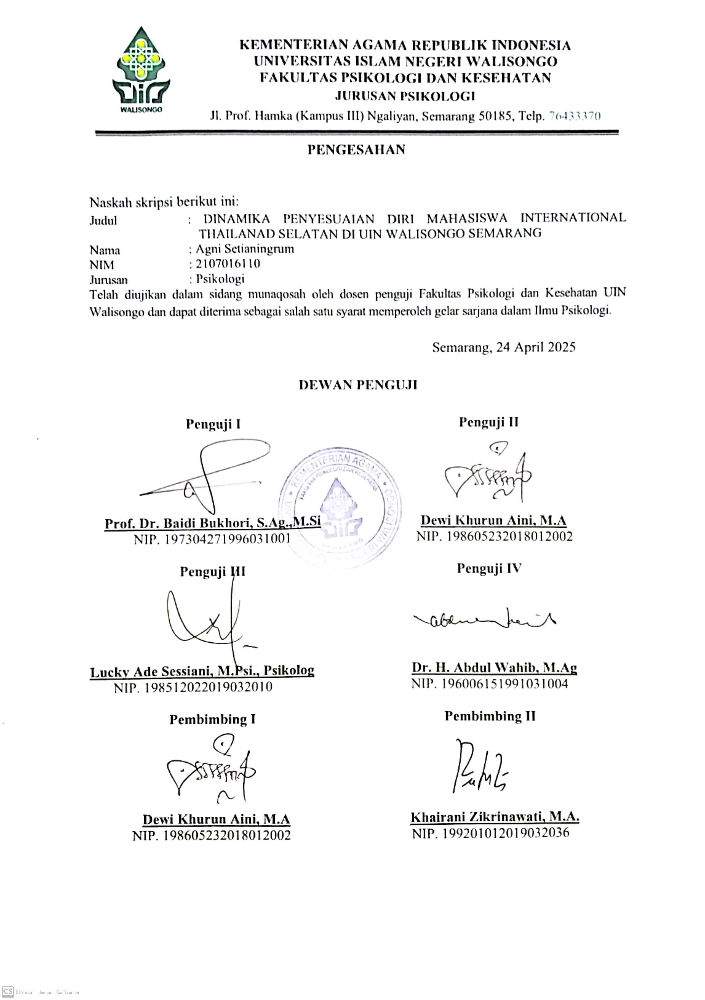 WALISONGO
KEMENTERIAN AGAMA REPUBLIK INDONESIA
UNIVERSITAS ISLAM NEGERI WALISONGO
FAKULTAS PSIKOLOGI DAN KESEHATAN
JURUSAN PSIKOLOGI
Jl. Prof. Hamka (Kampus III) Ngaliyan, Semarang 50185, Telp. 76433370
PENGESAHAN
Naskah skripsi berikut ini:
Judul : DINAMIKA PENYESUAIAN DIRI MAHASISWA INTERNATIONAL
THAILANAD SELATAN DI UIN WALISONGO SEMARANG
Nama : Agni Setianingrum
NIM : 2107016110
Jurusan : Psikologi
Telah diujikan dalam sidang munaqosah oleh dosen penguji Fakultas Psikologi dan Kesehatan UIN
Walisongo dan dapat diterima sebagai salah satu syarat memperoleh gelar sarjana dalam Ilmu Psikologi.
Semarang, 24 April 2025
DEWAN PENGUJI
Penguji I
Penguji II
KEMENTERIAN AGAMA
FAKULTAS PSIKOLOGI DAN KESEHATAN
NEGERI WALISONGO
SEMARANG
Prof. Dr. Baidi Bukhori, S.Ag.,M.Si
NIP. 197304271996031001
Dewi Khurun Aini, M.A
NIP. 198605232018012002
Penguji III
Penguji IV
Lucky Ade Sessiani, M.Psi., Psikolog
NIP. 198512022019032010
Dr. H. Abdul Wahib, M.Ag
NIP. 196006151991031004
Pembimbing I
Pembimbing II
Dewi Khurun Aini, M.A
NIP. 198605232018012002
Khairani Zikrinawati, M.A.
NIP. 199201012019032036
CS Dipindai dengan CamScanner